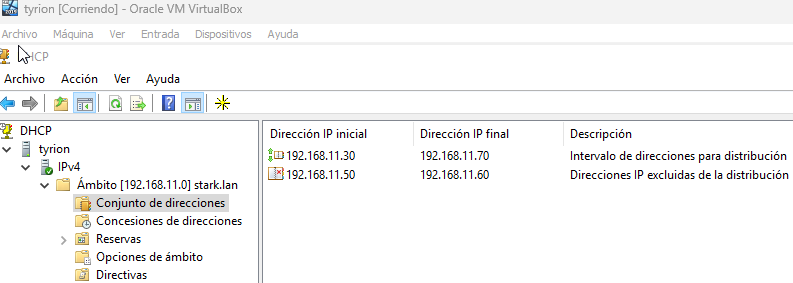 tyrion [Corriendo] - Oracle VM VirtualBox
Archivo Máquina Ver Entrada Dispositivos Ayuda
DHCP
Archivo Acción Ver Ayuda
DHCP
tyrion
IPv4
Ámbito [192.168.11.0] stark.lan
Conjunto de direcciones
Concesiones de direcciones
Reservas
Opciones de ámbito
Directivas
Dirección IP inicial Dirección IP final Descripción
192.168.11.30 192.168.11.70 Intervalo de direcciones para distribución
192.168.11.50 192.168.11.60 Direcciones IP excluidas de la distribución